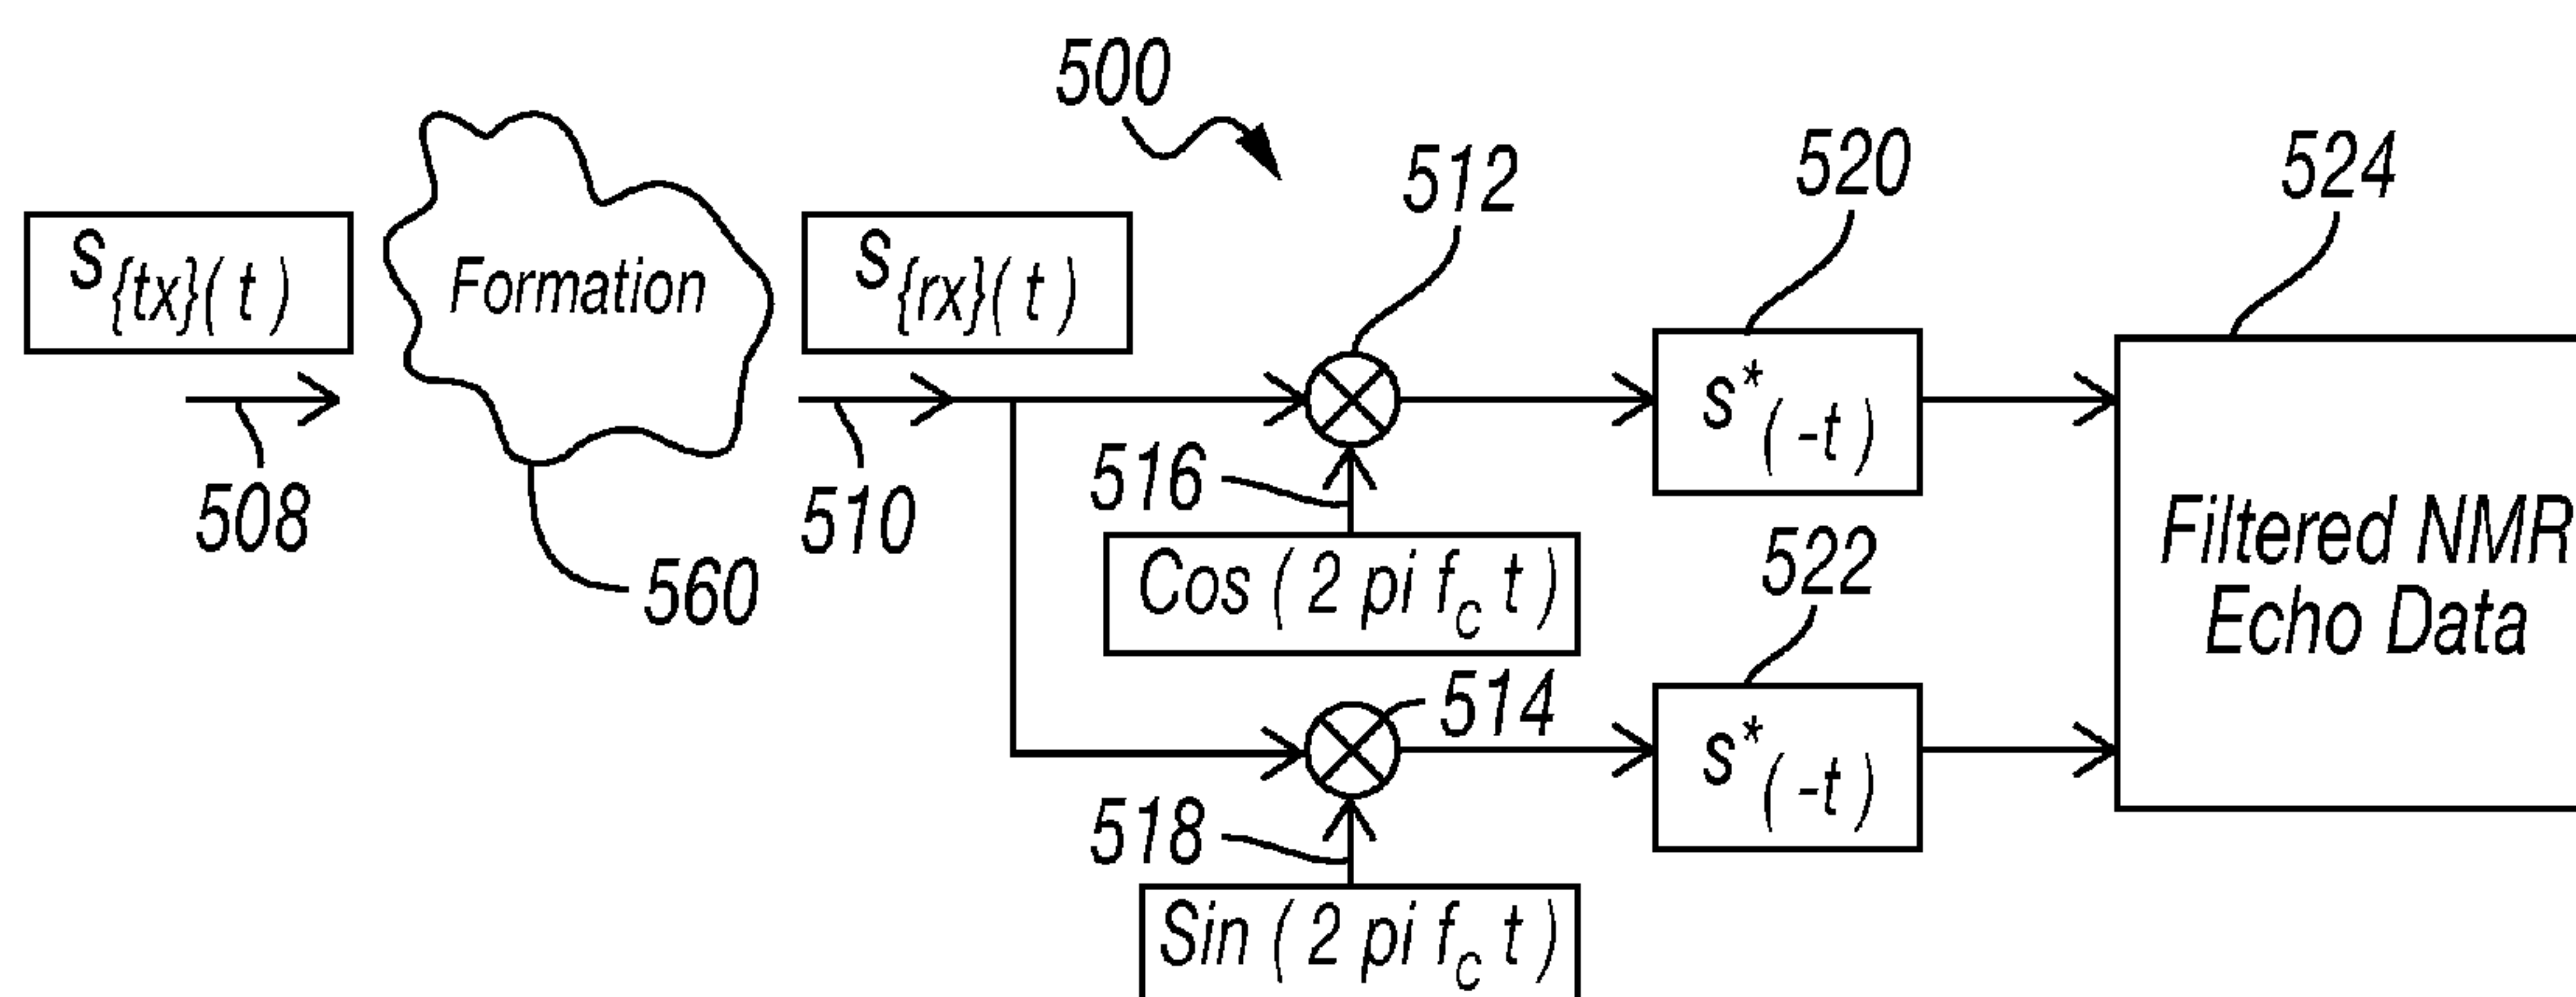 500
512
520
524
s{tx}( t )
Formation
s{rx}( t )
508
560
510
516
Cos ( 2 pi fc t )
s*( -t )
522
514
s*( -t )
518
Sin ( 2 pi fc t )
Filtered NMR
Echo Data